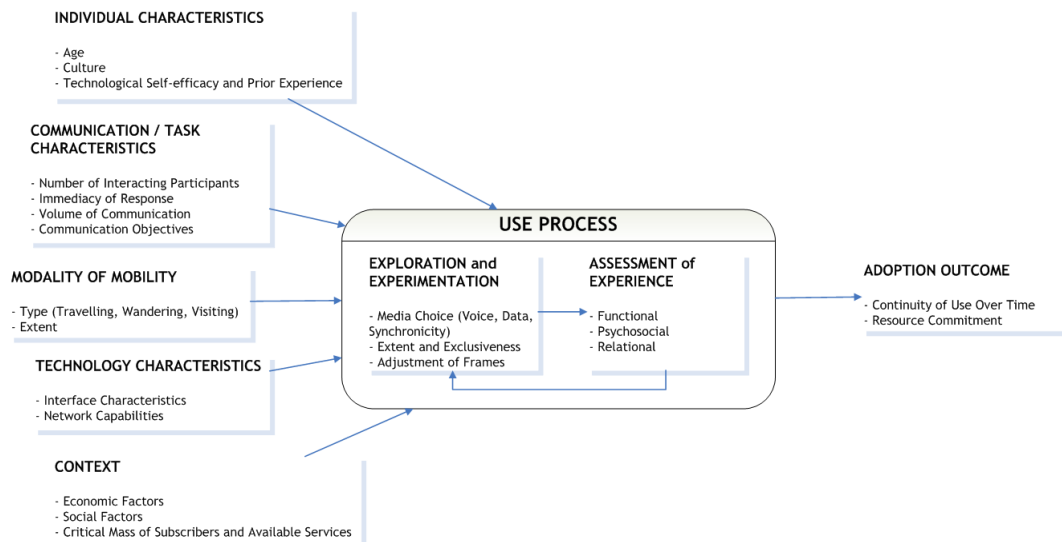 INDIVIDUAL CHARACTERISTICS
- Age
- Culture
- Technological Self-efficacy and Prior Experience
COMMUNICATION / TASK
CHARACTERISTICS
- Number of Interacting Participants
- Immediacy of Response
- Volume of Communication
- Communication Objectives
MODALITY OF MOBILITY
- Type (Travelling, Wandering, Visiting)
- Extent
TECHNOLOGY CHARACTERISTICS
- Interface Characteristics
- Network Capabilities
CONTEXT
- Economic Factors
- Social Factors
- Critical Mass of Subscribers and Available Services
USE PROCESS
EXPLORATION and
EXPERIMENTATION
- Media Choice (Voice, Data,
Synchronicity)
- Extent and Exclusiveness
- Adjustment of Frames
ASSESSMENT of
EXPERIENCE
- Functional
- Psychosocial
- Relational
ADOPTION OUTCOME
- Continuity of Use Over Time
- Resource Commitment